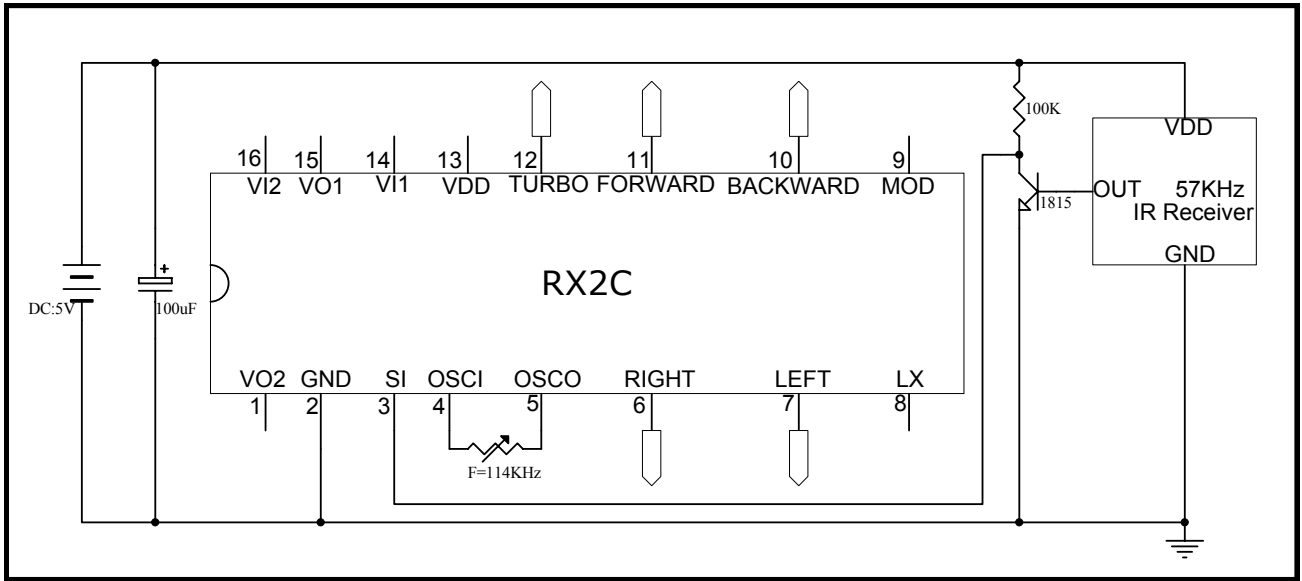 100K
VDD
16 15 14 13 12 11 10 9
VI2 VO1 VI1 VDD TURBO FORWARD BACKWARD MOD
1815
OUT 57KHz
IR Receiver
GND
RX2C
+
DC:5V
100uF
VO2 GND SI OSCI OSCO RIGHT LEFT LX
1 2 3 4 5 6 7 8
F=114KHz